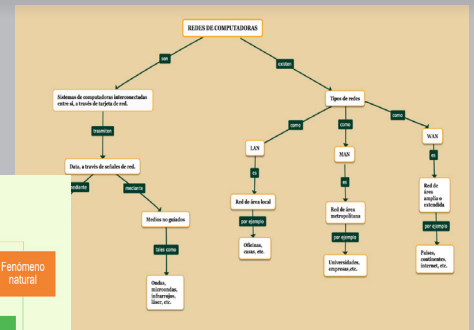 REDES DE COMPUTADORAS
son
existen
Sistemas de computadoras interconectadas
entre sí, a través de tarjeta de red.
Tipos de redes
transmiten
como
como
como
LAN
MAN
WAN
Data, a través de señales de red.
es
es
es
mediante
mediante
Red de área local
Red de área
metropolitana
Red de
área
amplia o
extendida
Medios no guiados
por ejemplo
por ejemplo
por ejemplo
tales como
Oficinas,
casas, etc.
Universidades,
empresas,etc.
Países,
continentes,
internet, etc.
Ondas,
microondas,
infrarrojos,
láser, etc.
Fenómeno
natural